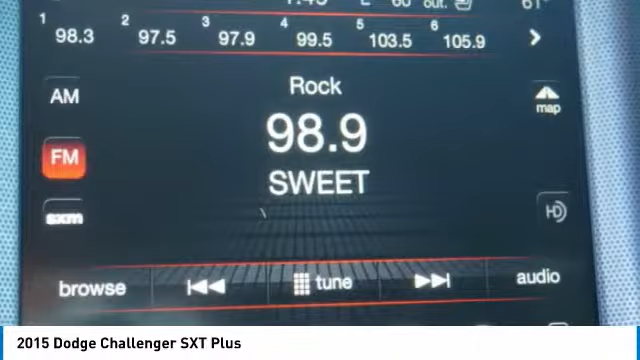 out.
1 98.3 2 97.5 3 97.9 4 99.5 5 103.5 6 105.9
AM
Rock
map
98.9
FM
SWEET
sxm
HD
browse tune audio
2015 Dodge Challenger SXT Plus